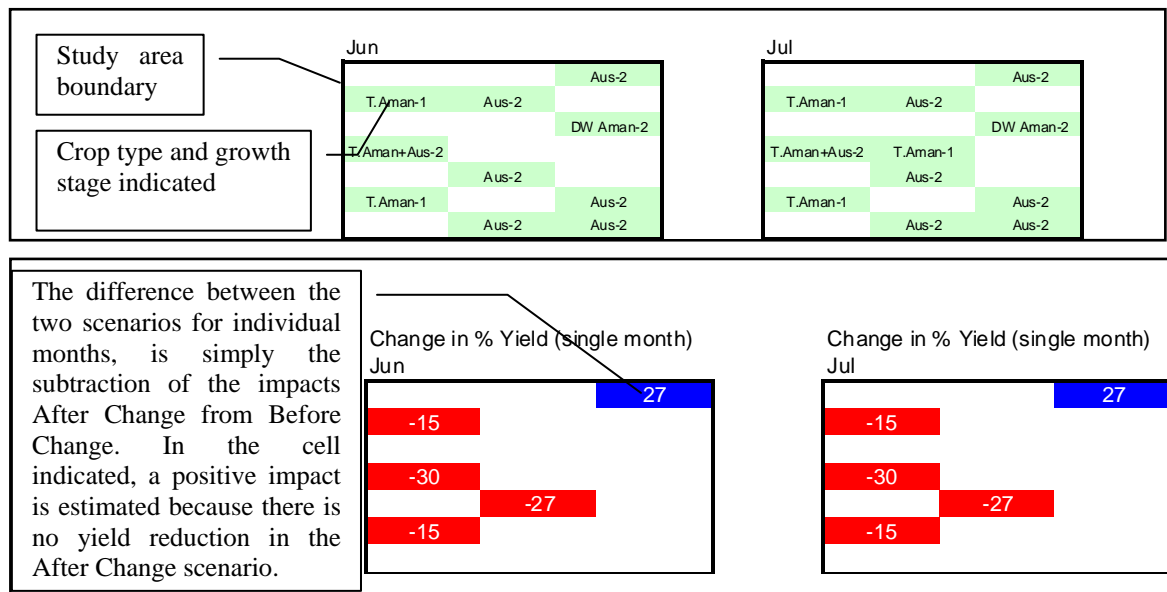 Study area
boundary
Crop type and growth
stage indicated
Jun
Aus-2
T.Aman-1 Aus-2
DW Aman-2
T.Aman+Aus-2
Aus-2
T.Aman-1 Aus-2
Aus-2 Aus-2
Jul
Aus-2
T.Aman-1 Aus-2
DW Aman-2
T.Aman+Aus-2 T.Aman-1
Aus-2
T.Aman-1 Aus-2
Aus-2 Aus-2
The difference between the
two scenarios for individual
months, is simply the
subtraction of the impacts
After Change from Before
Change. In the cell
indicated, a positive impact
is estimated because there is
no yield reduction in the
After Change scenario.
Change in % Yield (single month)
Jun
27
-15
-30
-27
-15
Change in % Yield (single month)
Jul
27
-15
-30
-27
-15